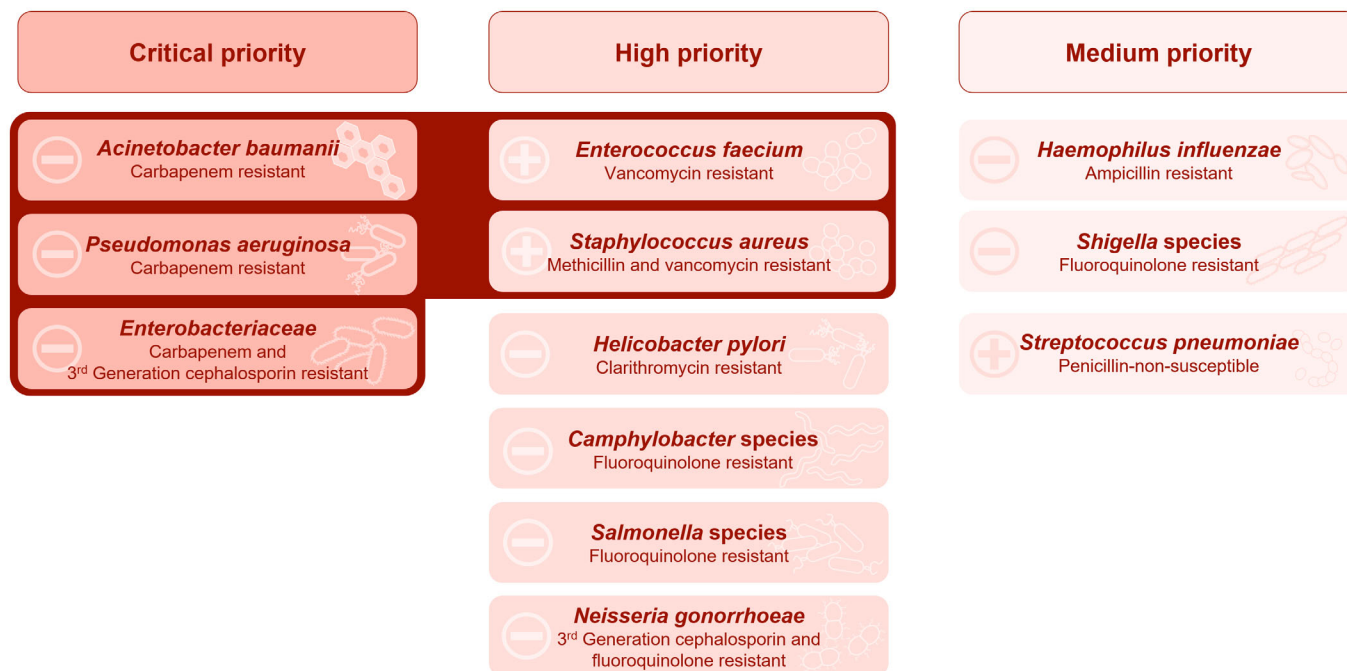 Critical priority
Acinetobacter baumanii
Carbapenem resistant
Pseudomonas aeruginosa
Carbapenem resistant
Enterobacteriaceae
Carbapenem and
3rd Generation cephalosporin resistant
High priority
Enterococcus faecium
Vancomycin resistant
Staphylococcus aureus
Methicillin and vancomycin resistant
Helicobacter pylori
Clarithromycin resistant
Camphylobacter species
Fluoroquinolone resistant
Salmonella species
Fluoroquinolone resistant
Neisseria gonorrhoeae
3rd Generation cephalosporin and
fluoroquinolone resistant
Medium priority
Haemophilus influenzae
Ampicillin resistant
Shigella species
Fluoroquinolone resistant
Streptococcus pneumoniae
Penicillin-non-susceptible